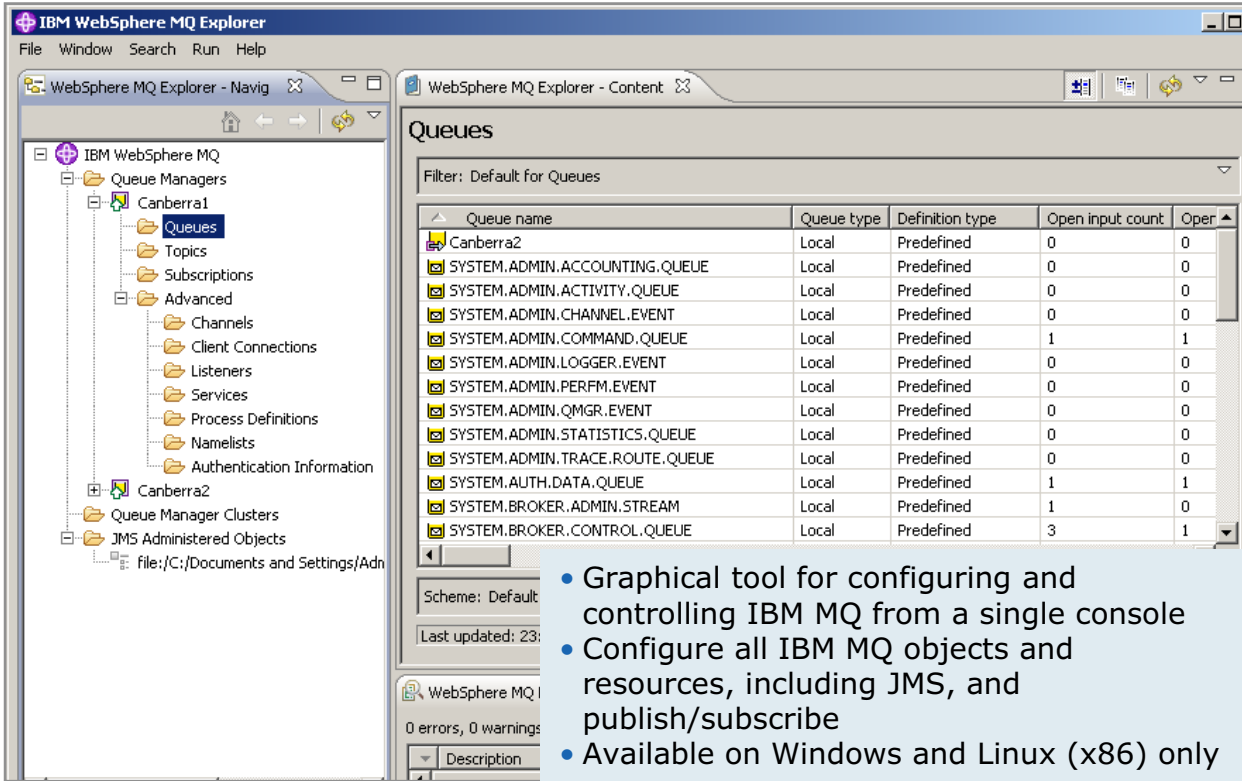 IBM WebSphere MQ Explorer
File Window Search Run Help
WebSphere MQ Explorer - Navig
IBM WebSphere MQ
Queue Managers
Canberra1
Queues
Topics
Subscriptions
Advanced
Channels
Client Connections
Listeners
Services
Process Definitions
Namelists
Authentication Information
Canberra2
Queue Manager Clusters
JMS Administered Objects
file:/C:/Documents and Settings/Adn
WebSphere MQ Explorer - Content
Queues
Filter: Default for Queues
Queue name Queue type Definition type Open input count Oper
Canberra2 Local Predefined 0 0
SYSTEM.ADMIN.ACCOUNTING.QUEUE Local Predefined 0 0
SYSTEM.ADMIN.ACTIVITY.QUEUE Local Predefined 0 0
SYSTEM.ADMIN.CHANNEL.EVENT Local Predefined 0 0
SYSTEM.ADMIN.COMMAND.QUEUE Local Predefined 1 1
SYSTEM.ADMIN.LOGGER.EVENT Local Predefined 0 0
SYSTEM.ADMIN.PERFM.EVENT Local Predefined 0 0
SYSTEM.ADMIN.QMGR.EVENT Local Predefined 0 0
SYSTEM.ADMIN.STATISTICS.QUEUE Local Predefined 0 0
SYSTEM.ADMIN.TRACE.ROUTE.QUEUE Local Predefined 0 0
SYSTEM.AUTH.DATA.QUEUE Local Predefined 1 1
SYSTEM.BROKER.ADMIN.STREAM Local Predefined 1 0
SYSTEM.BROKER.CONTROL.QUEUE Local Predefined 3 1
Scheme: Default
Last updated: 23:
WebSphere MQ
0 errors, 0 warnings
Description
• Graphical tool for configuring and
controlling IBM MQ from a single console
• Configure all IBM MQ objects and
resources, including JMS, and
publish/subscribe
• Available on Windows and Linux (x86) only